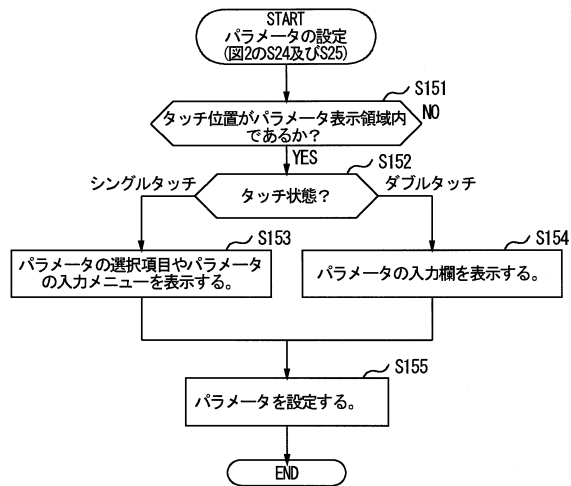 START
パラメータの設定
(図2のS24及びS25)
S151
タッチ位置がパラメータ表示領域内
であるか?
NO
YES
S152
シングルタッチ
タッチ状態?
ダブルタッチ
S153
パラメータの選択項目やパラメータ
の入力メニューを表示する。
S154
パラメータの入力欄を表示する。
S155
パラメータを設定する。
END